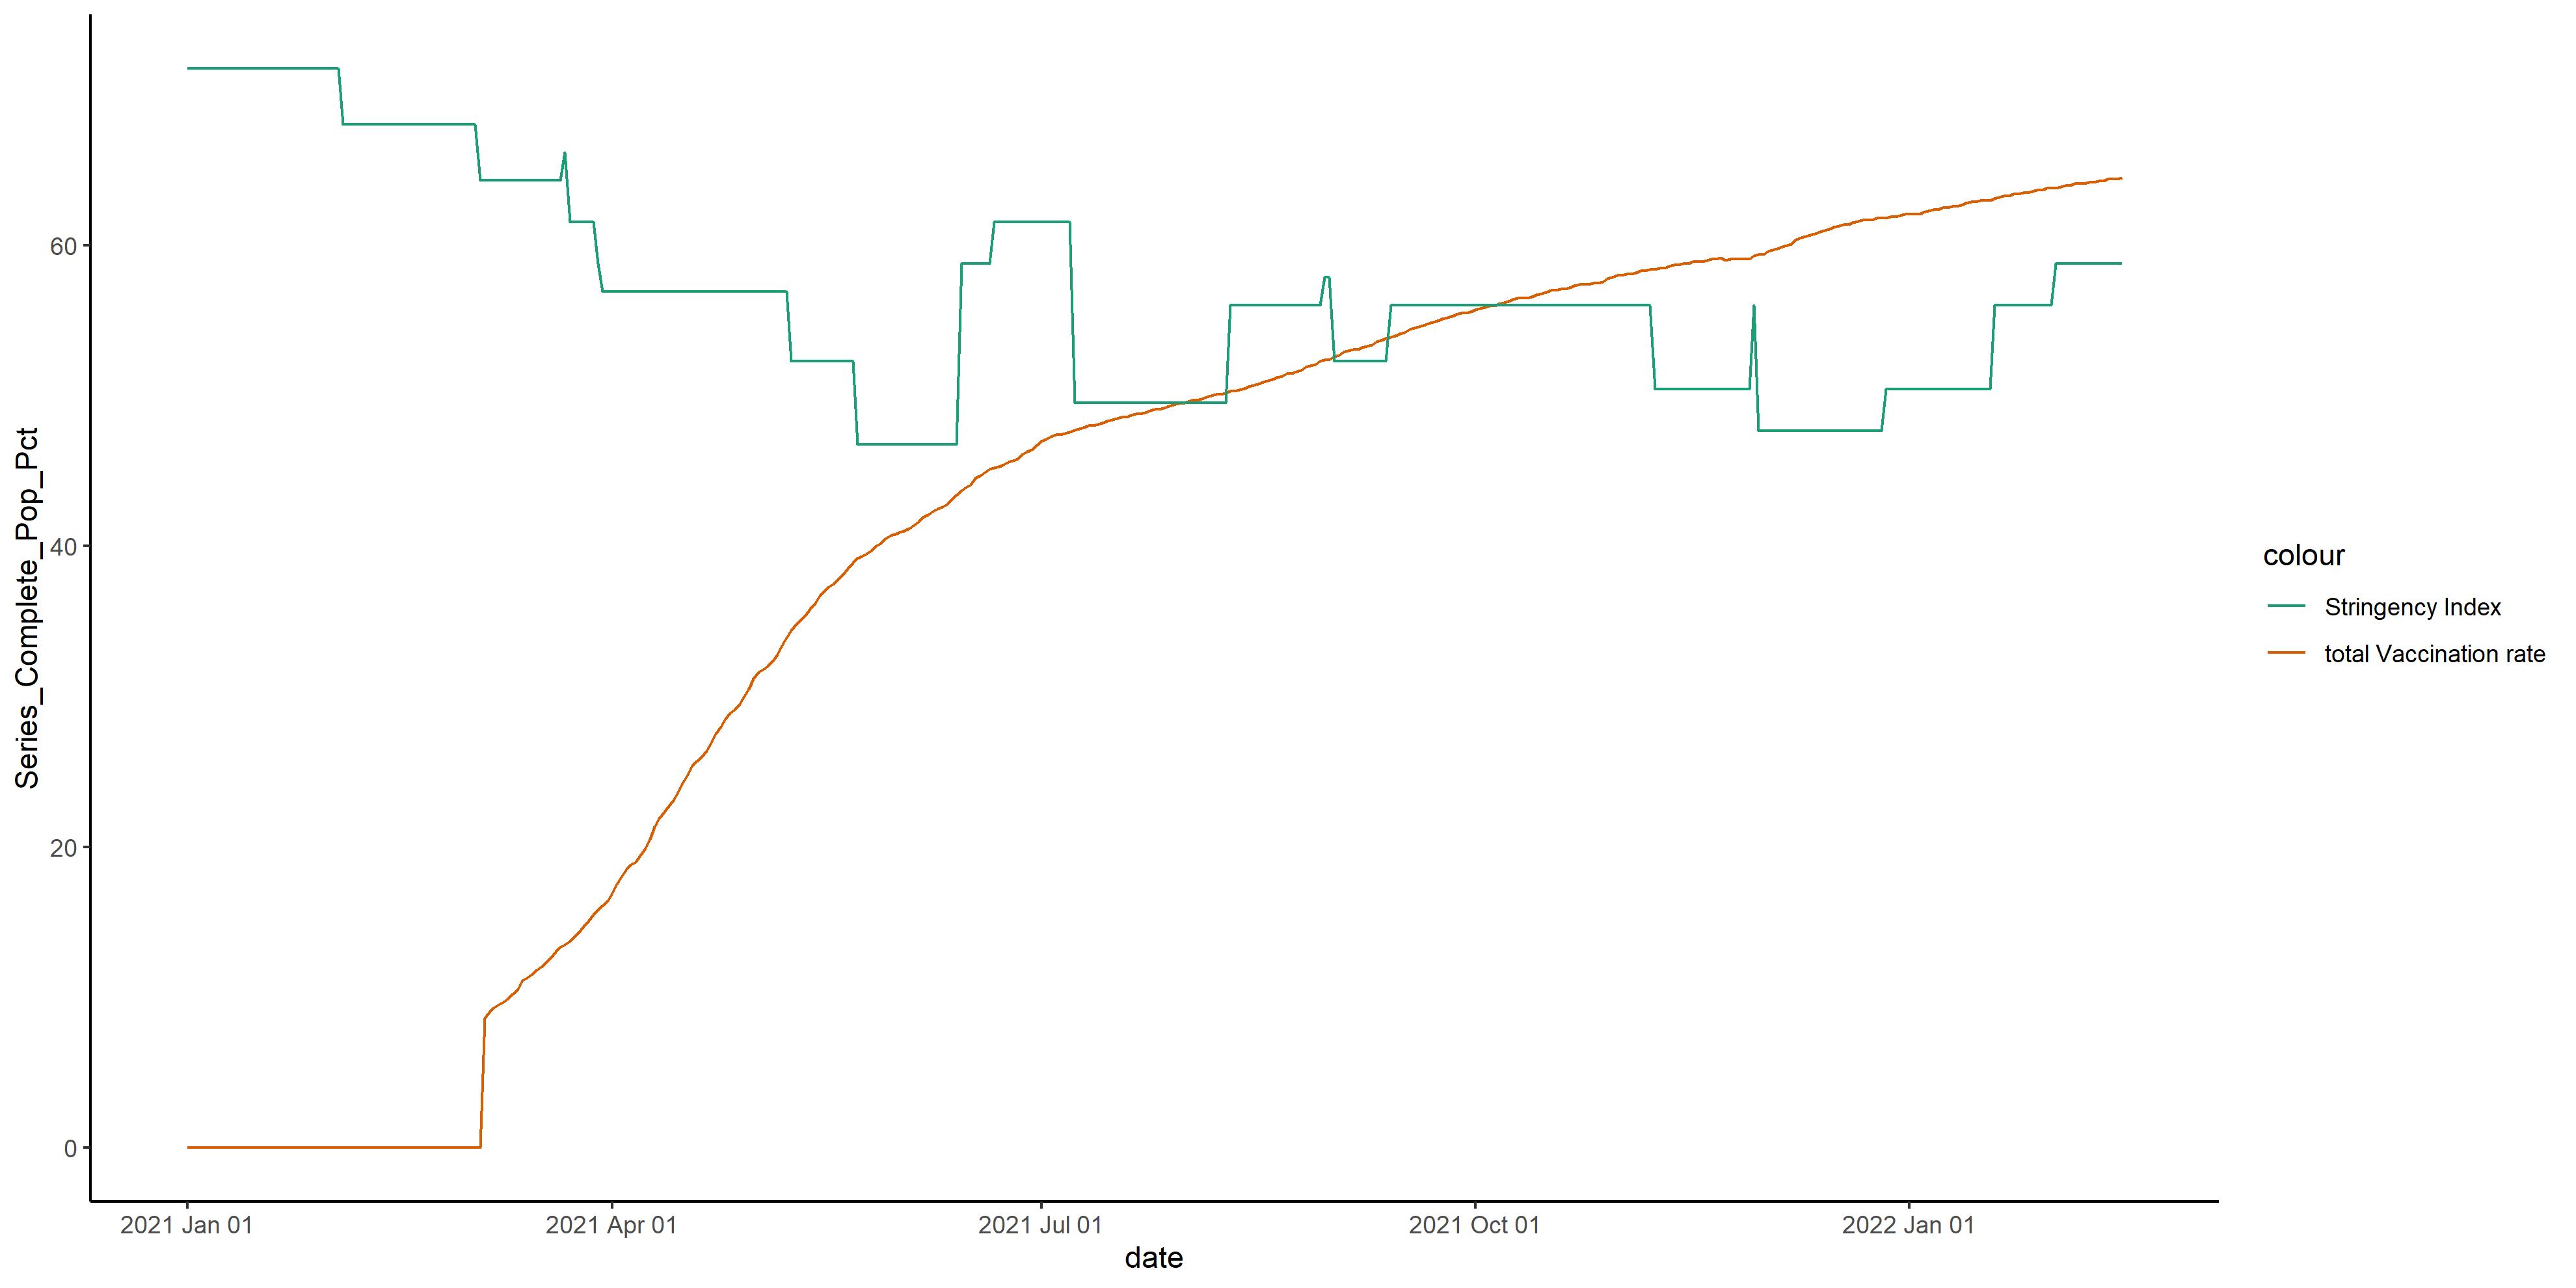 Series_Complete_Pop_Pct
60
40
20
0
2021 Jan 01
2021 Apr 01
2021 Jul 01
2021 Oct 01
2022 Jan 01
date
colour
Stringency Index
total Vaccination rate